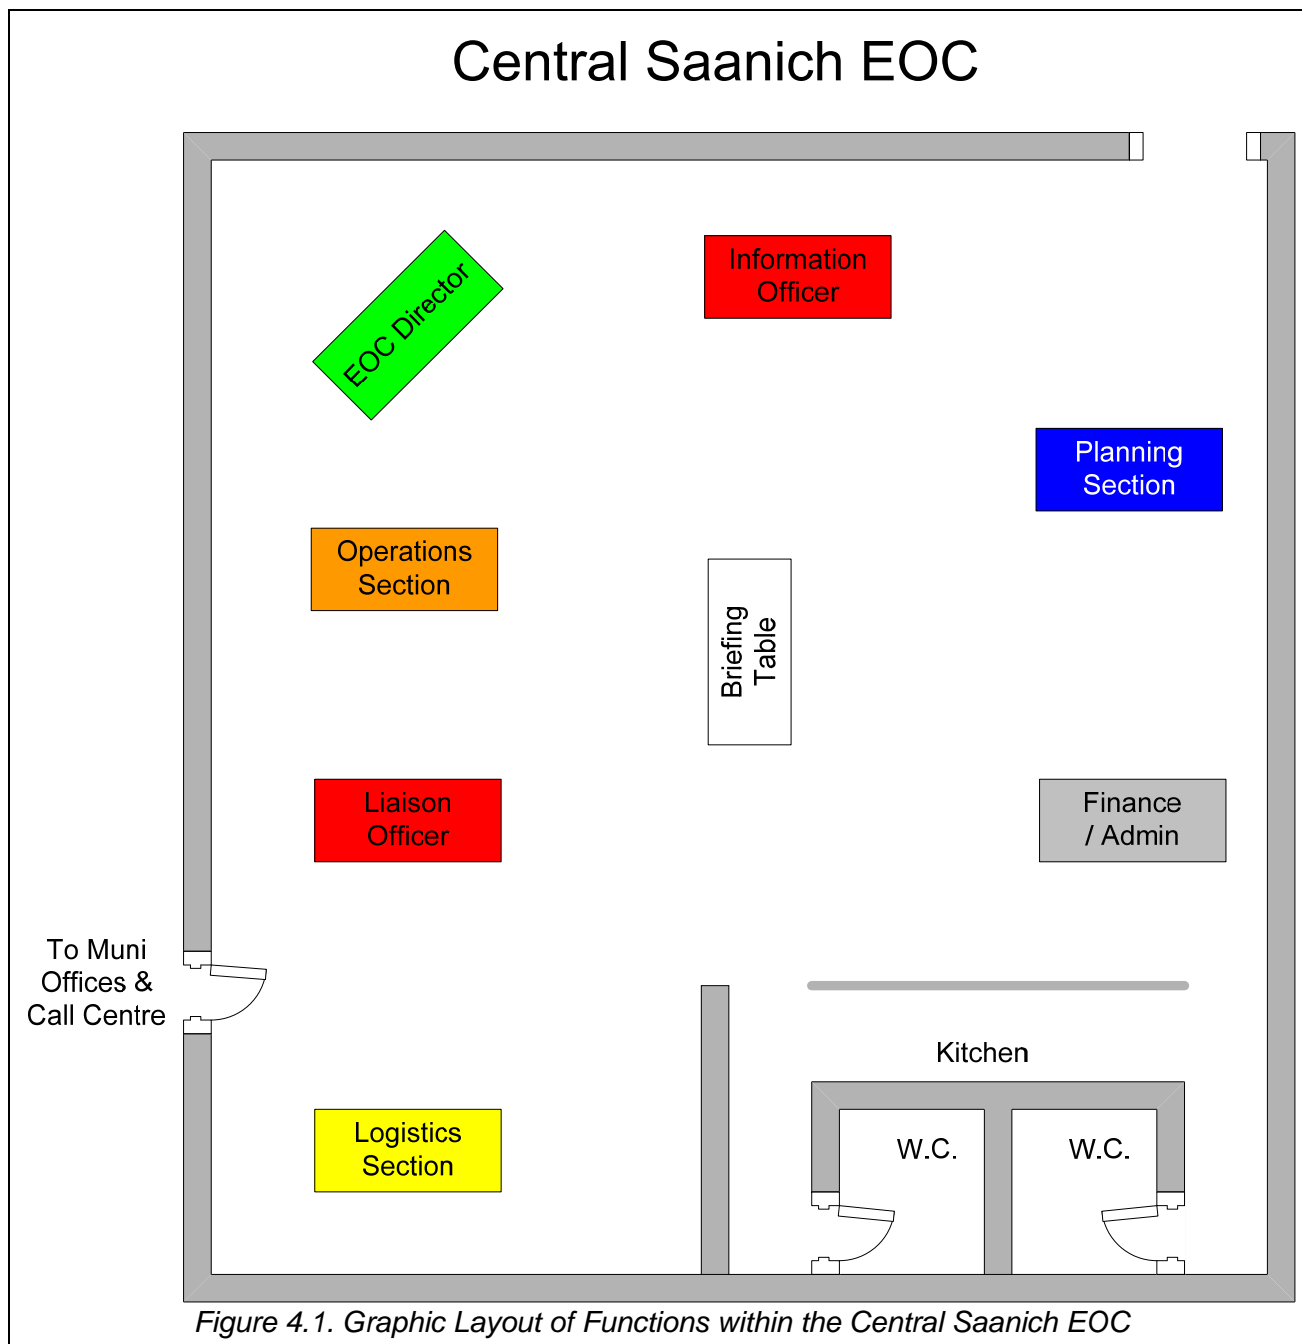 Central Saanich EOC
Information
Officer
EOC Director
Planning
Section
Operations
Section
Briefing
Table
Liaison
Officer
Finance
/ Admin
To Muni
Offices &
Call Centre
Kitchen
Logistics
Section
W.C.
W.C.
Figure 4.1. Graphic Layout of Functions within the Central Saanich EOC